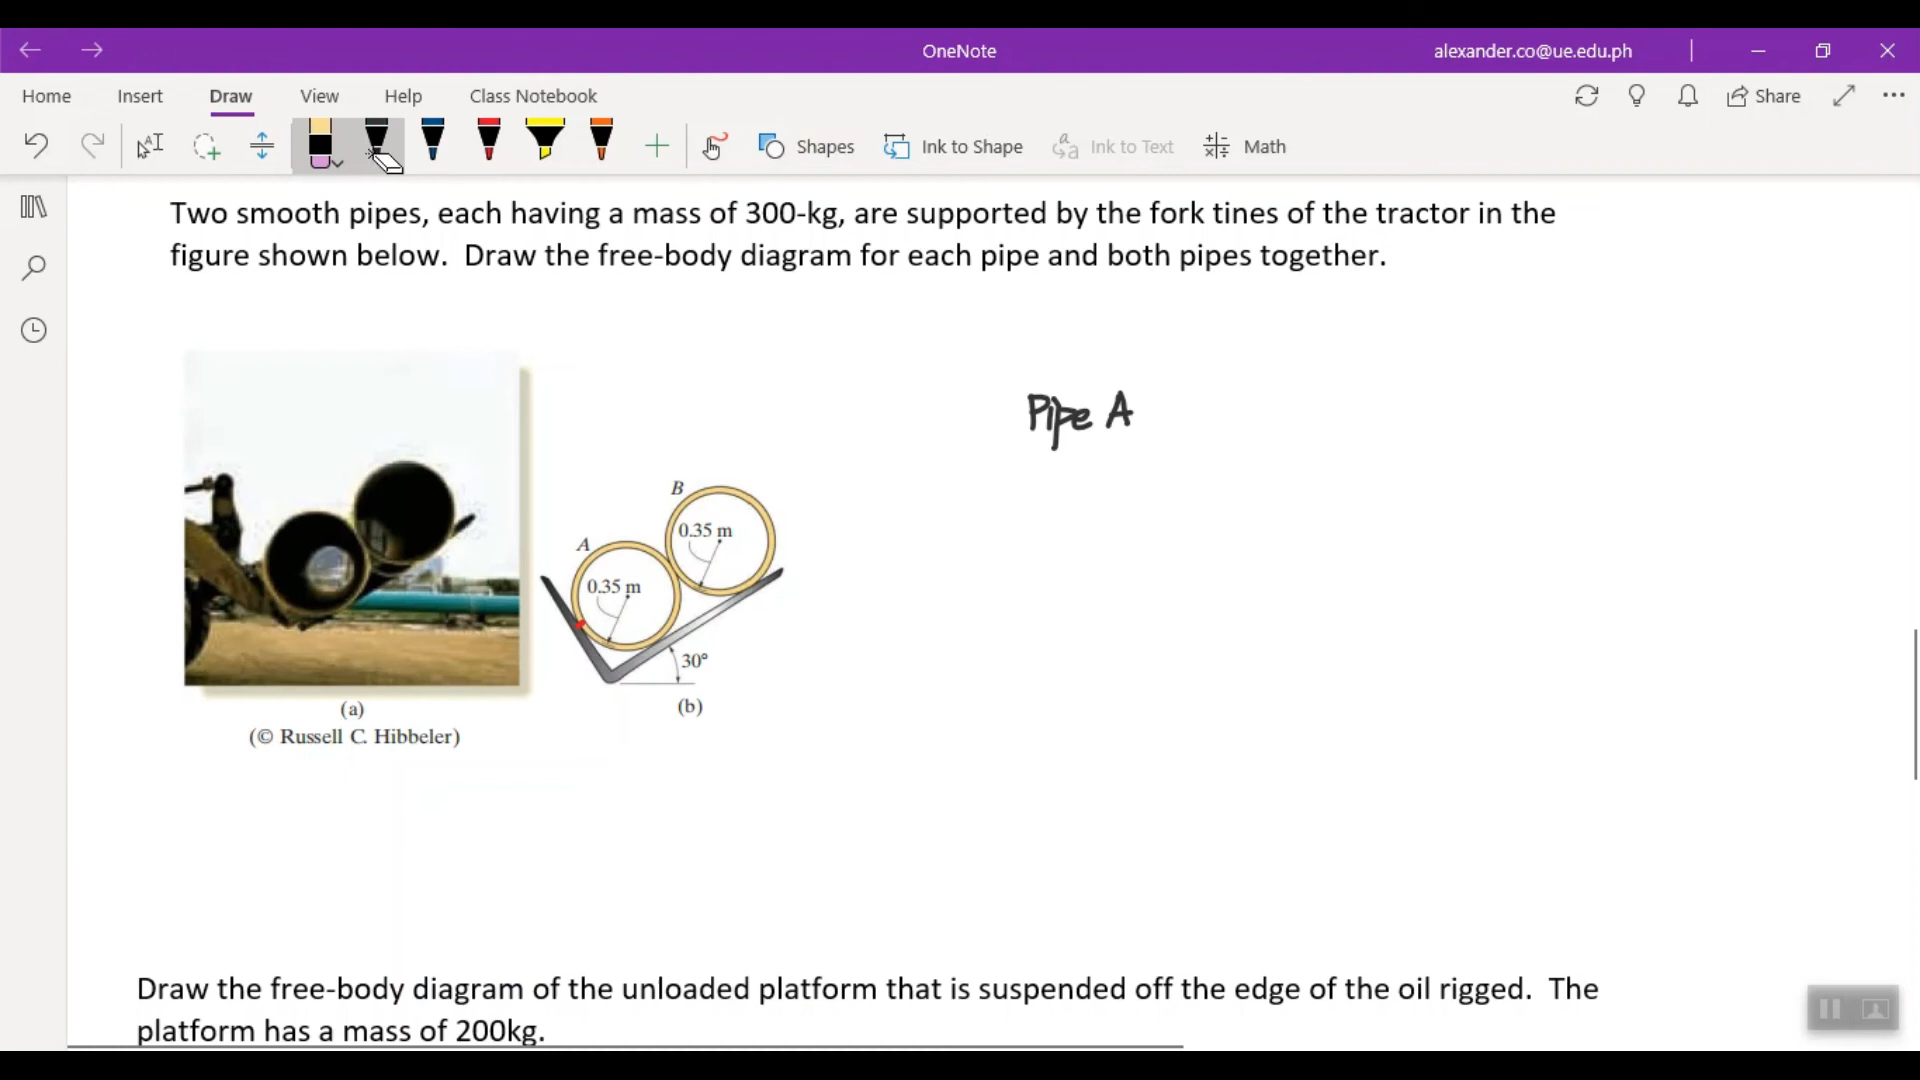 OneNote
alexander.co@ue.edu.ph
Home Insert Draw View Help Class Notebook
Share
Shapes Ink to Shape Ink to Text Math
Two smooth pipes, each having a mass of 300-kg, are supported by the fork tines of the tractor in the
figure shown below. Draw the free-body diagram for each pipe and both pipes together.
Pipe A
B
0.35 m
A
0.35 m
30°
(a)
(b)
(© Russell C. Hibbeler)
Draw the free-body diagram of the unloaded platform that is suspended off the edge of the oil rigged. The
platform has a mass of 200kg.